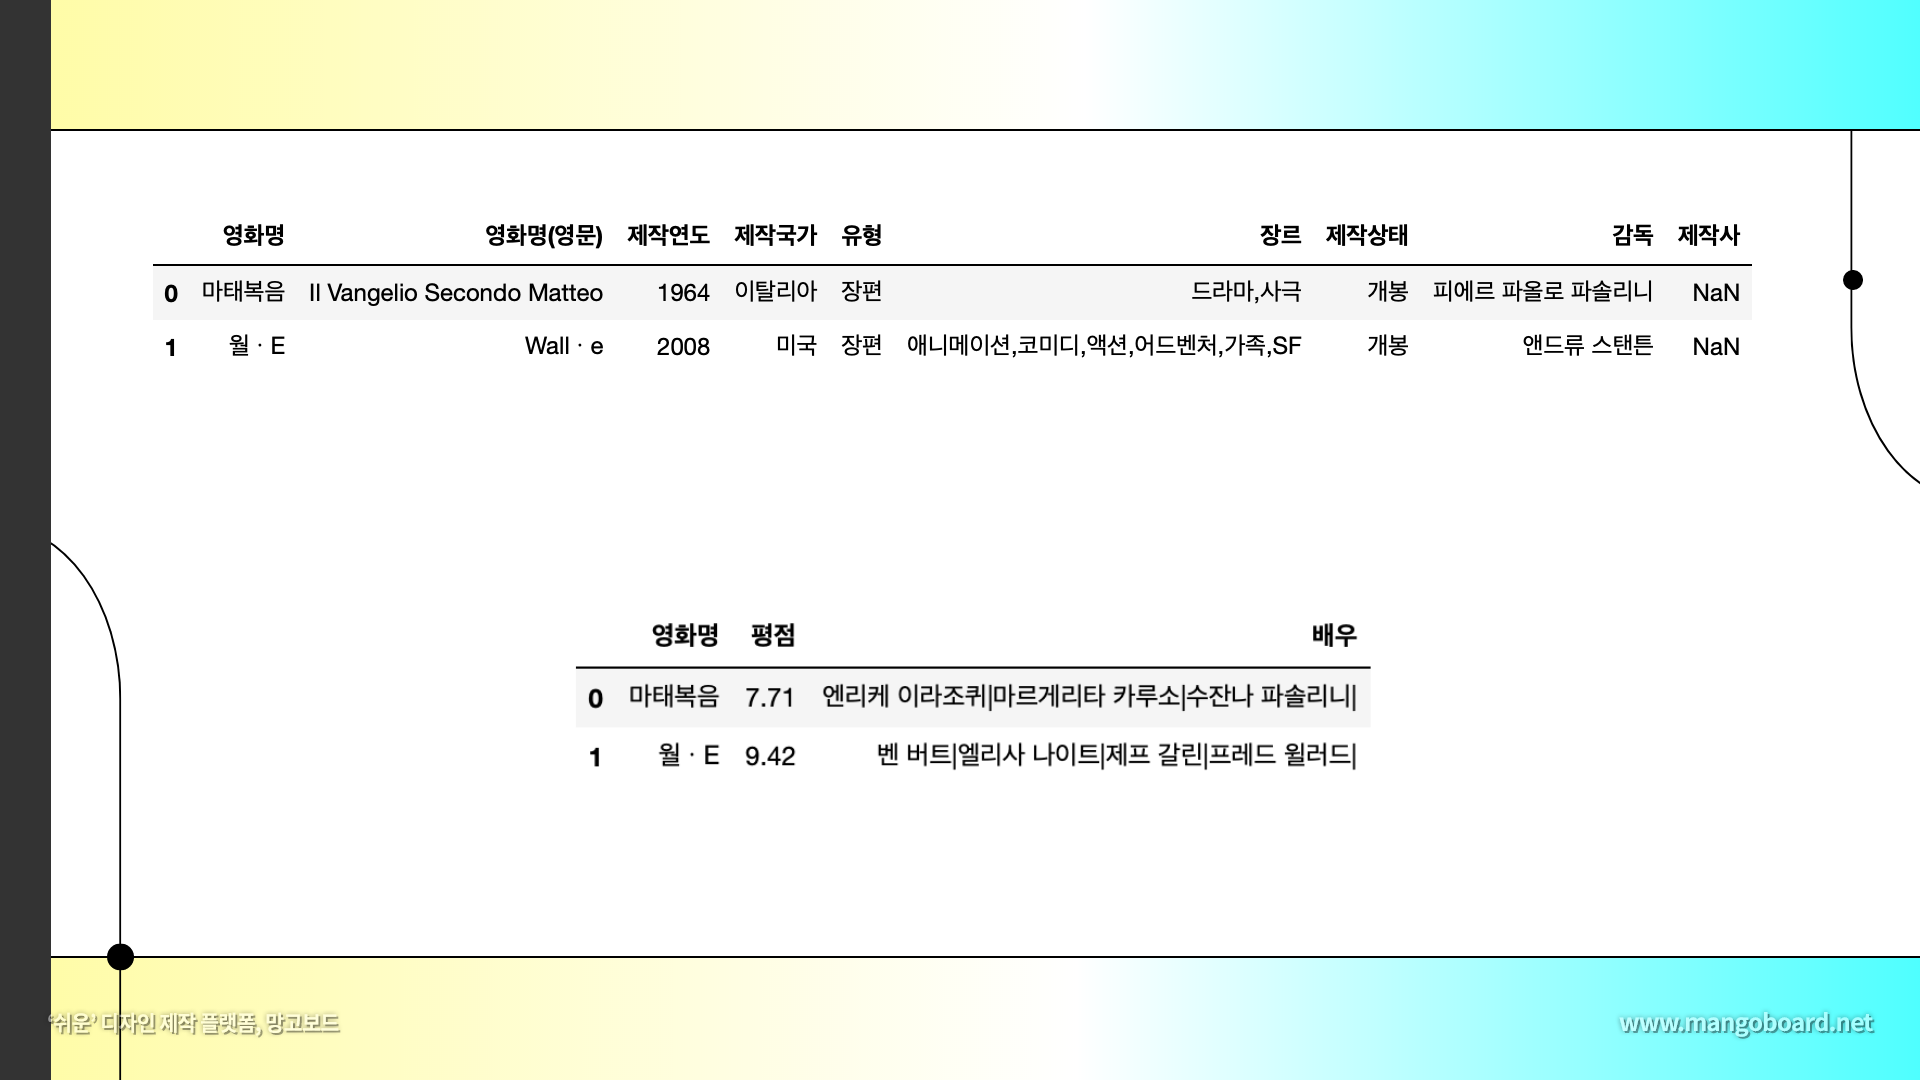 영화명 영화명(영문) 제작연도 제작국가 유형 장르 제작상태 감독 제작사
0 마태복음 Il Vangelio Secondo Matteo 1964 이탈리아 장편 드라마,사극 개봉 피에르 파올로 파솔리니 NaN
1 월 · E Wall · e 2008 미국 장편 애니메이션,코미디,액션,어드벤처,가족,SF 개봉 앤드류 스탠튼 NaN
영화명 평점 배우
0 마태복음 7.71 엔리케 이라조퀴|마르게리타 카루소|수잔나 파솔리니|
1 월 · E 9.42 벤 버트|엘리사 나이트|제프 갈린|프레드 윌러드|
‘쉬운’ 디자인 제작 플랫폼, 망고보드
www.mangoboard.net